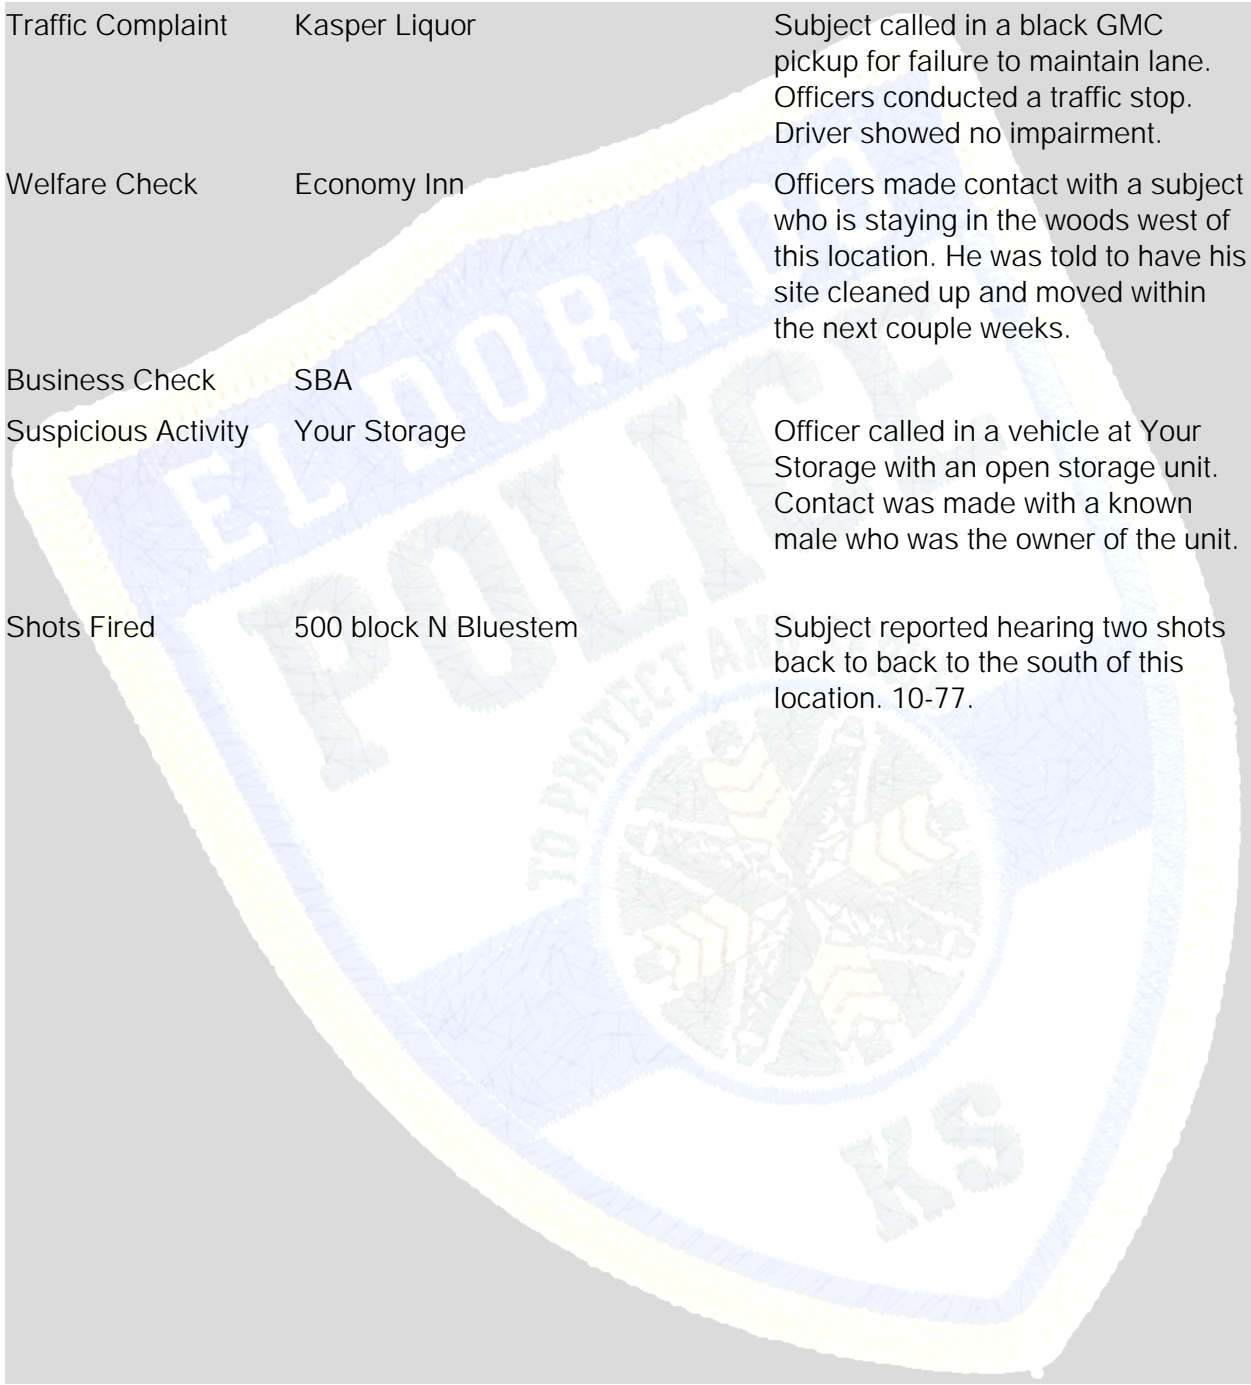 Traffic Complaint Kasper Liquor Subject called in a black GMC
pickup for failure to maintain lane.
Officers conducted a traffic stop.
Driver showed no impairment.
Welfare Check Economy Inn Officers made contact with a subject
who is staying in the woods west of
this location. He was told to have his
site cleaned up and moved within
the next couple weeks.
Business Check SBA
Suspicious Activity Your Storage Officer called in a vehicle at Your
Storage with an open storage unit.
Contact was made with a known
male who was the owner of the unit.
Shots Fired 500 block N Bluestem Subject reported hearing two shots
back to back to the south of this
location. 10-77.
EL DORADO
POLICE
TO PROTECT AND
KS